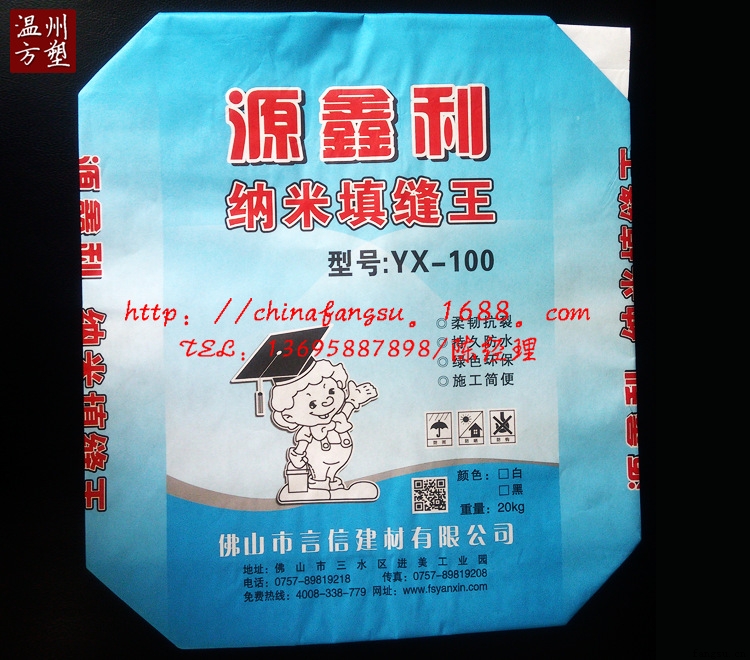 温州
方塑
源鑫利
纳米填缝王
型号:YX-100
http://chinafangsu.1688.com
TEL:13695887898/陈经理
◎柔韧抗裂
◎持久防水
◎绿色环保
◎施工简便
颜色:□白
□黑
重量:20kg
佛山市言信建材有限公司
地址:佛山市三水区进美工业园
电话:0757-89819218 传真:0757-89819208
免费热线:4008-338-779 网址:www.fsyanxin.com
源鑫利 纳米填缝王